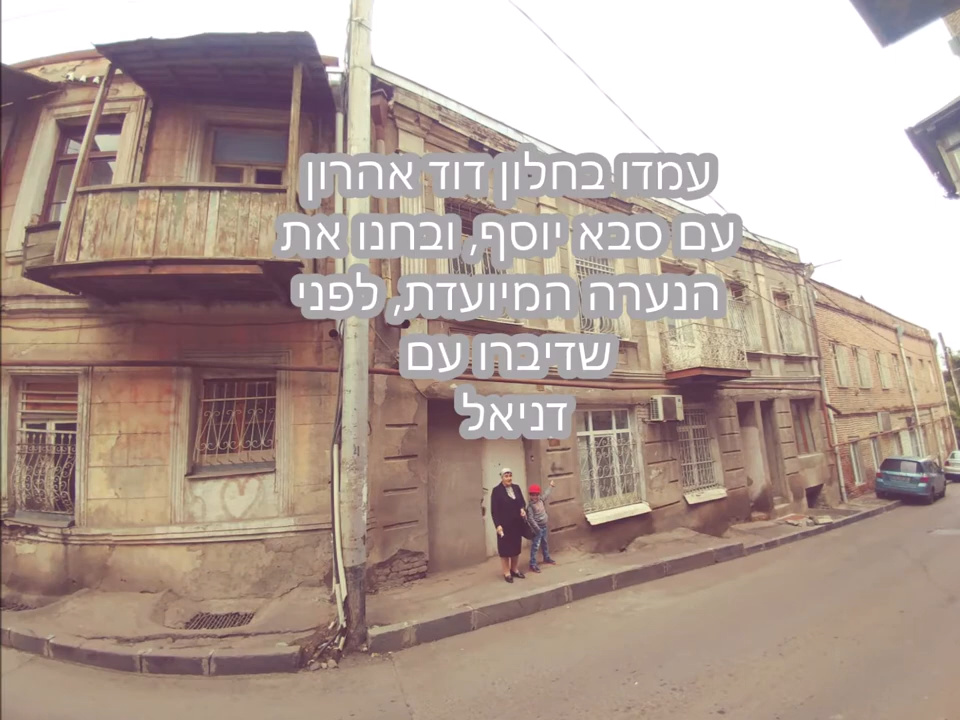 עמדו בחלון דוד אהרון
עם סבא יוסף, ובחנו את
הנערה המיועדת, לפני
שדיברו עם
דניאל